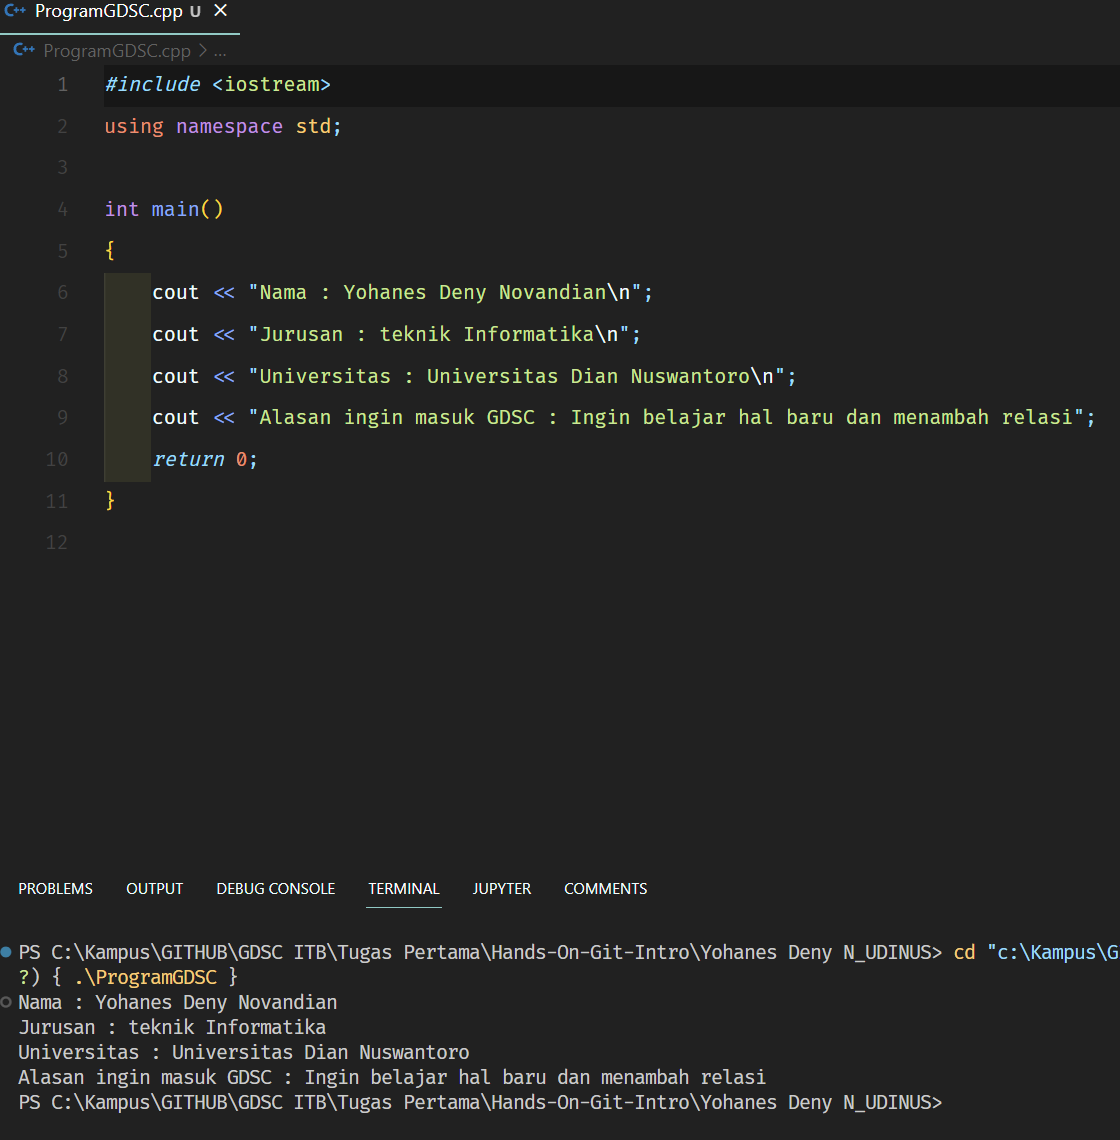 C++ ProgramGDSC.cpp U ×
C++ ProgramGDSC.cpp > ...
1 #include <iostream>
2 using namespace std;
3
4 int main()
5 {
6 cout << "Nama : Yohanes Deny Novandian\n";
7 cout << "Jurusan : teknik Informatika\n";
8 cout << "Universitas : Universitas Dian Nuswantoro\n";
9 cout << "Alasan ingin masuk GDSC : Ingin belajar hal baru dan menambah relasi";
10 return 0;
11 }
12
PROBLEMS OUTPUT DEBUG CONSOLE TERMINAL JUPYTER COMMENTS
PS C:\Kampus\GITHUB\GDSC ITB\Tugas Pertama\Hands-On-Git-Intro\Yohanes Deny N_UDINUS> cd "c:\Kampus\G
?) { .\ProgramGDSC }
Nama : Yohanes Deny Novandian
Jurusan : teknik Informatika
Universitas : Universitas Dian Nuswantoro
Alasan ingin masuk GDSC : Ingin belajar hal baru dan menambah relasi
PS C:\Kampus\GITHUB\GDSC ITB\Tugas Pertama\Hands-On-Git-Intro\Yohanes Deny N_UDINUS>